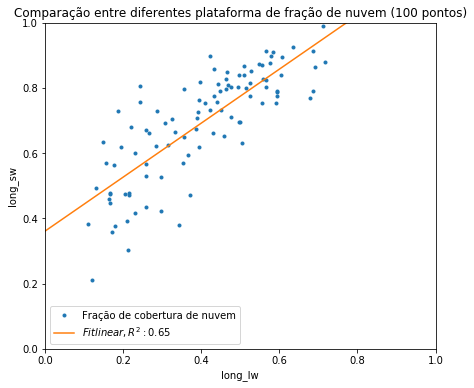 Comparação entre diferentes plataforma de fração de nuvem (100 pontos)
1.0
0.8
0.6
0.4
0.2
0.0
long_sw
Fração de cobertura de nuvem
Fitlinear, R²: 0.65
0.0 0.2 0.4 0.6 0.8 1.0
long_lw